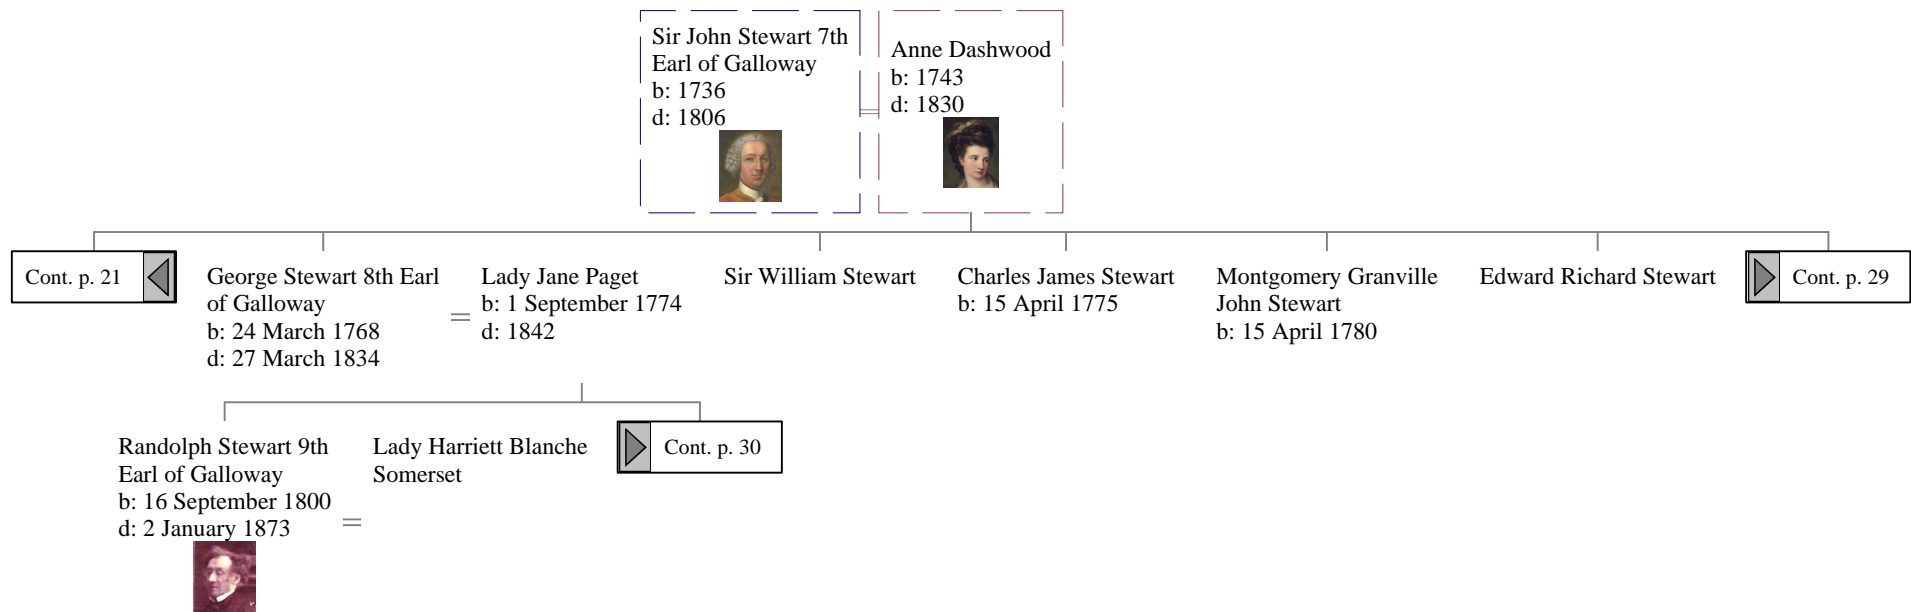 Sir John Stewart 7th
Earl of Galloway
b: 1736
d: 1806
Anne Dashwood
b: 1743
d: 1830
Cont. p. 21
George Stewart 8th Earl
of Galloway
b: 24 March 1768
d: 27 March 1834
Lady Jane Paget
b: 1 September 1774
d: 1842
Sir William Stewart
Charles James Stewart
b: 15 April 1775
Montgomery Granville
John Stewart
b: 15 April 1780
Edward Richard Stewart
Cont. p. 29
Randolph Stewart 9th
Earl of Galloway
b: 16 September 1800
d: 2 January 1873
Lady Harriett Blanche
Somerset
Cont. p. 30